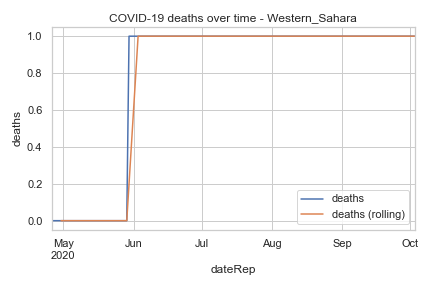 COVID-19 deaths over time - Western_Sahara
deaths
1.0
0.8
0.6
0.4
0.2
0.0
May Jun Jul Aug Sep Oct
2020
dateRep
deaths
deaths (rolling)